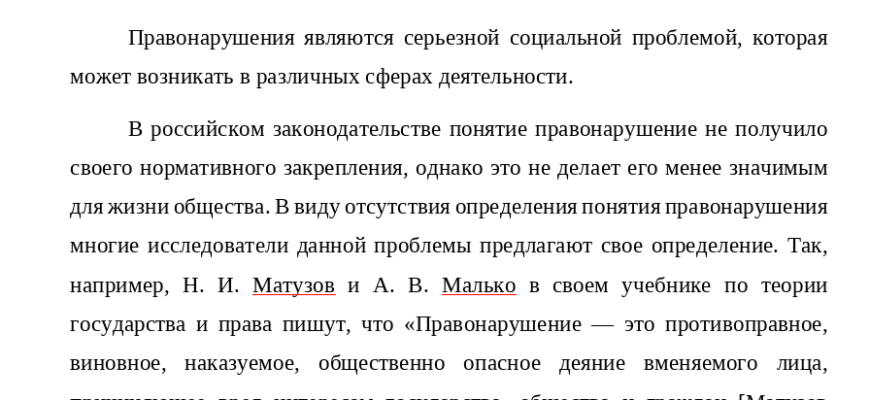 Правонарушения являются серьезной социальной проблемой, которая
может возникать в различных сферах деятельности.
В российском законодательстве понятие правонарушение не получило
своего нормативного закрепления, однако это не делает его менее значимым
для жизни общества. В виду отсутствия определения понятия правонарушения
многие исследователи данной проблемы предлагают свое определение. Так,
например, Н. И. Матузов и А. В. Малько в своем учебнике по теории
государства и права пишут, что «Правонарушение — это противоправное,
виновное, наказуемое, общественно опасное деяние вменяемого лица,